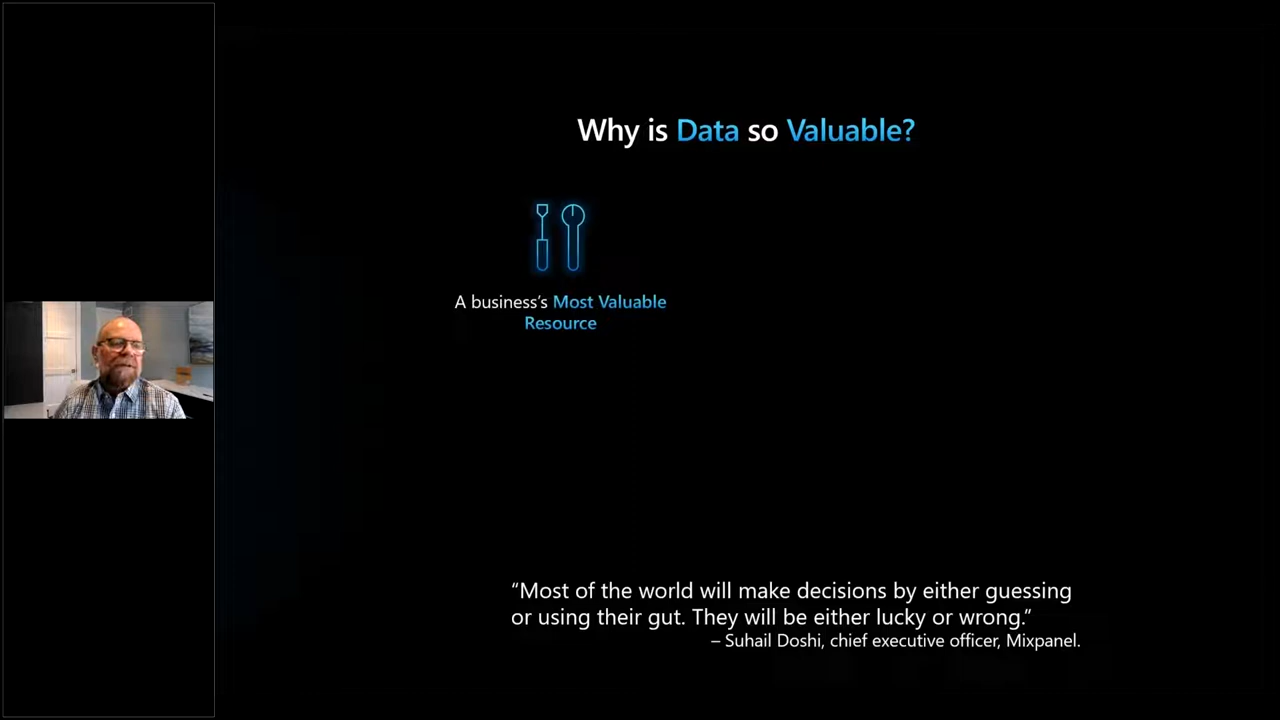 Why is Data so Valuable?
A business’s Most Valuable
Resource
“Most of the world will make decisions by either guessing
or using their gut. They will be either lucky or wrong.”
– Suhail Doshi, chief executive officer, Mixpanel.